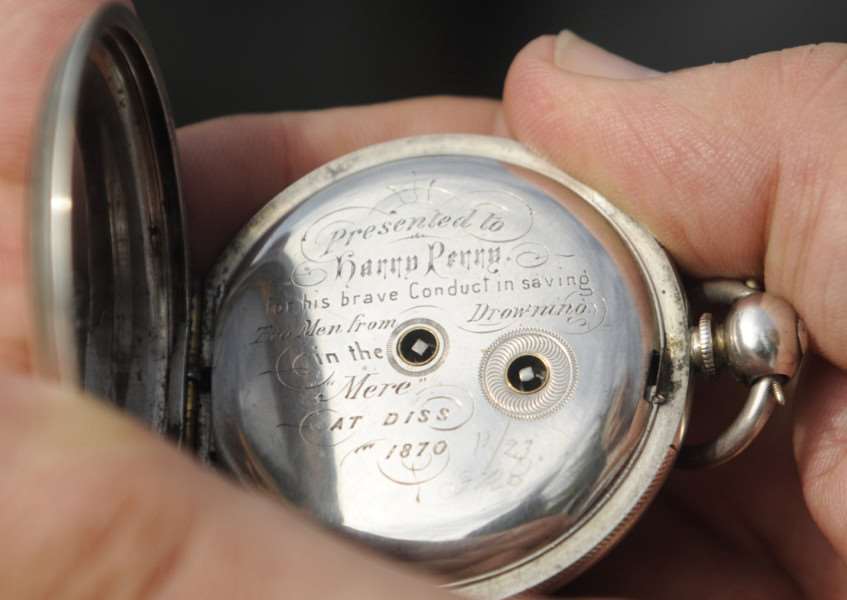 Presented to
Harry Perry.
for his brave Conduct in saving
Two Men from Drowning
in the
"Mere"
AT DISS
1870